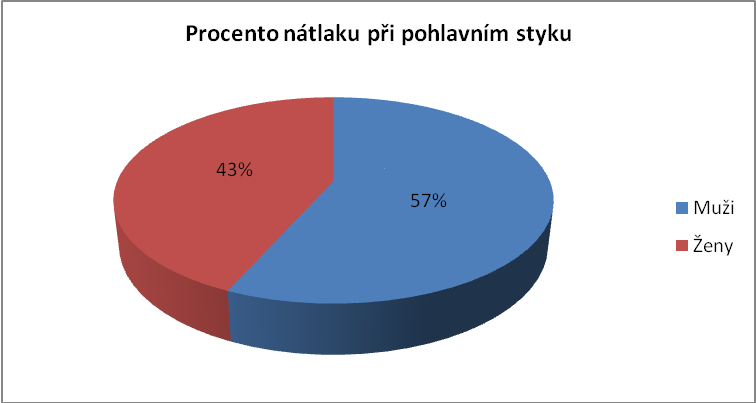 Procento nátlaku při pohlavním styku
43%
57%
Muži
Ženy